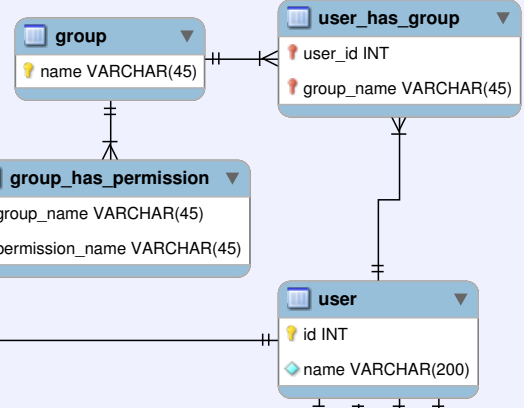 group
name VARCHAR(45)
user_has_group
user_id INT
group_name VARCHAR(45)
group_has_permission
group_name VARCHAR(45)
permission_name VARCHAR(45)
user
id INT
name VARCHAR(200)